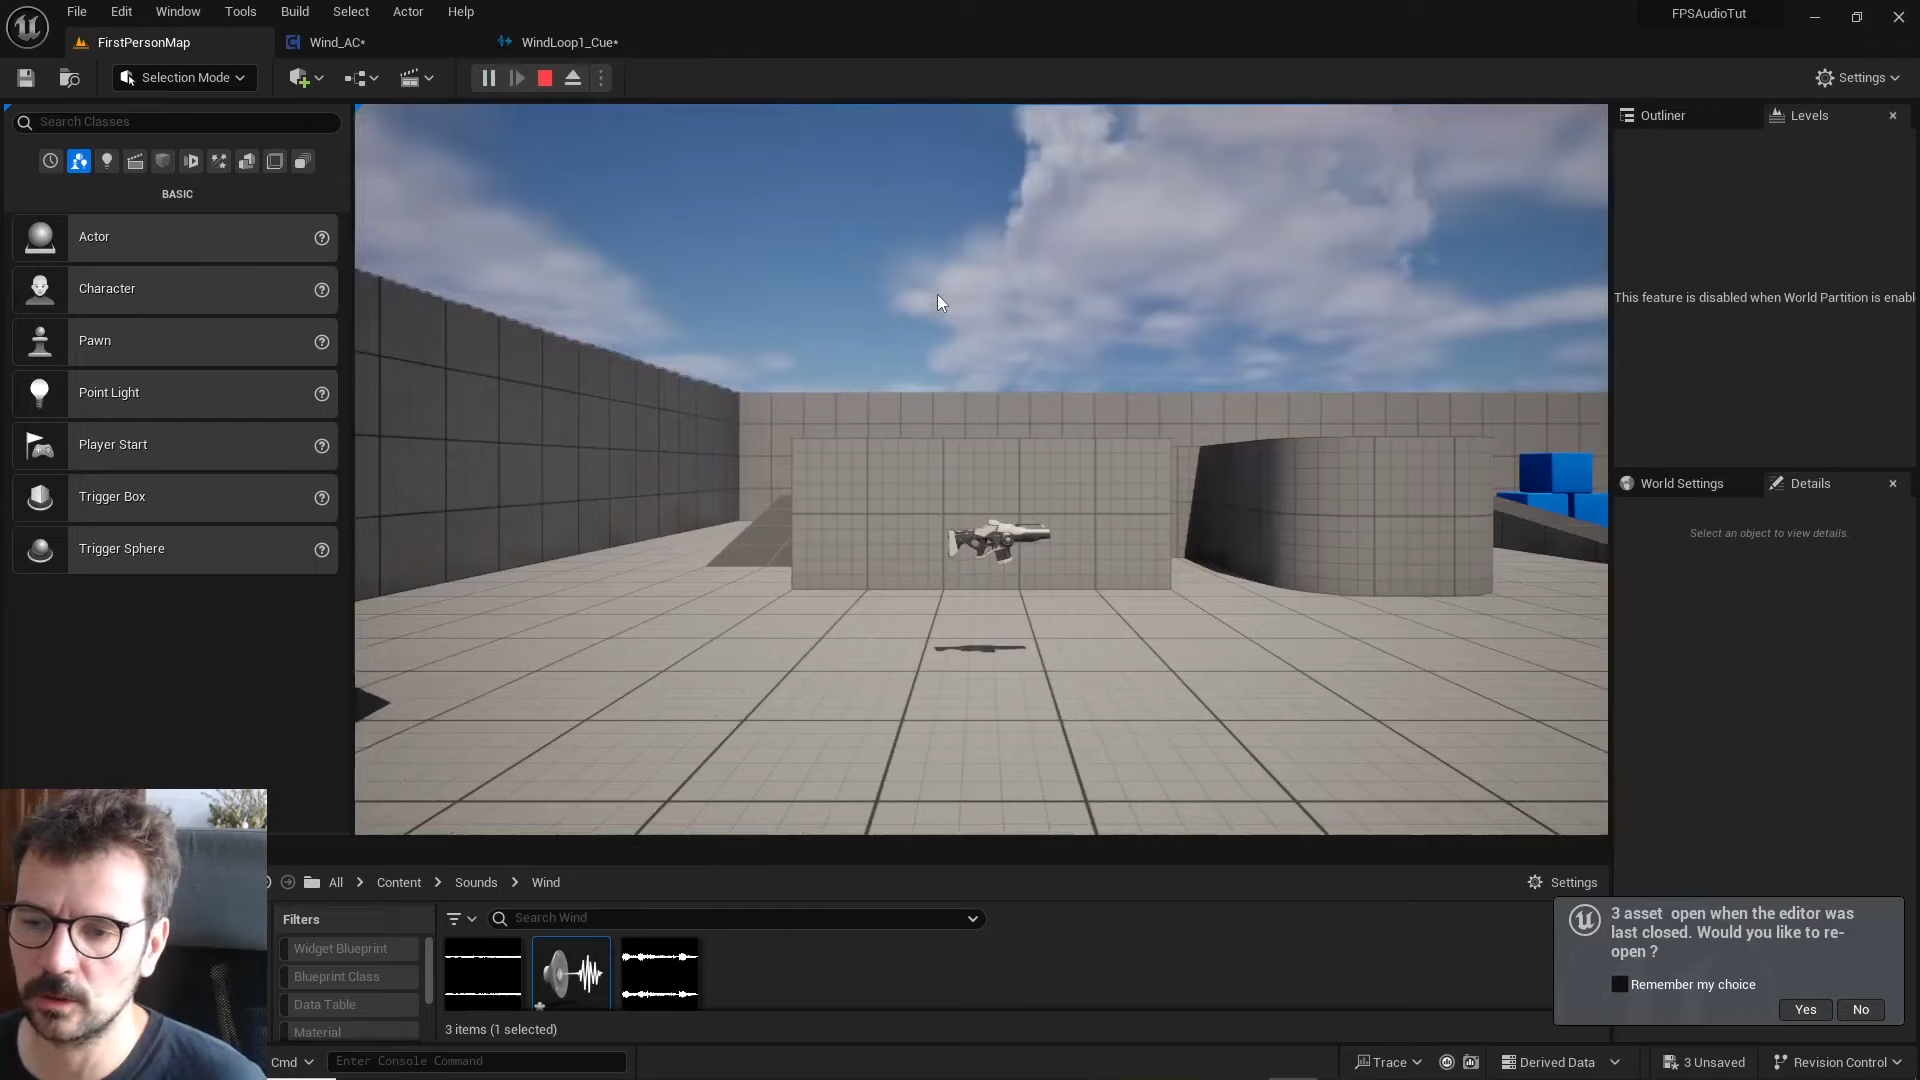 File Edit Window Tools Build Select Actor Help
FPSAudioTut
FirstPersonMap
Wind_AC*
WindLoop1_Cue*
Selection Mode
Settings
Search Classes
BASIC
Actor
Character
Pawn
Point Light
Player Start
Trigger Box
Trigger Sphere
Outliner
Levels
This feature is disabled when World Partition is enabl
World Settings
Details
Select an object to view details.
All
Content
Sounds
Wind
Settings
Filters
Search Wind
Widget Blueprint
Blueprint Class
Data Table
Material
3 items (1 selected)
3 asset open when the editor was
last closed. Would you like to re-
open ?
Remember my choice
Yes
No
Cmd
Enter Console Command
Trace
Derived Data
3 Unsaved
Revision Control